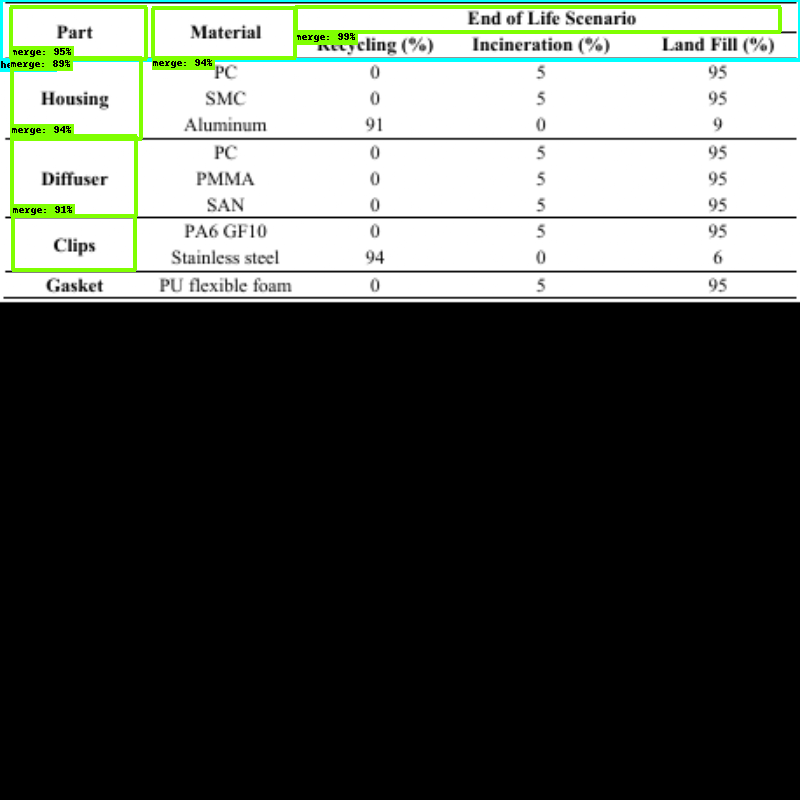 Part Material End of Life Scenario
merge: 99%
Recycling (%) Incineration (%) Land Fill (%)
merge: 95%
merge: 89% merge: 94%
PC 0 5 95
Housing SMC 0 5 95
Aluminum 91 0 9
merge: 94%
PC 0 5 95
Diffuser PMMA 0 5 95
SAN 0 5 95
merge: 91%
PA6 GF10 0 5 95
Clips
Stainless steel 94 0 6
Gasket PU flexible foam 0 5 95